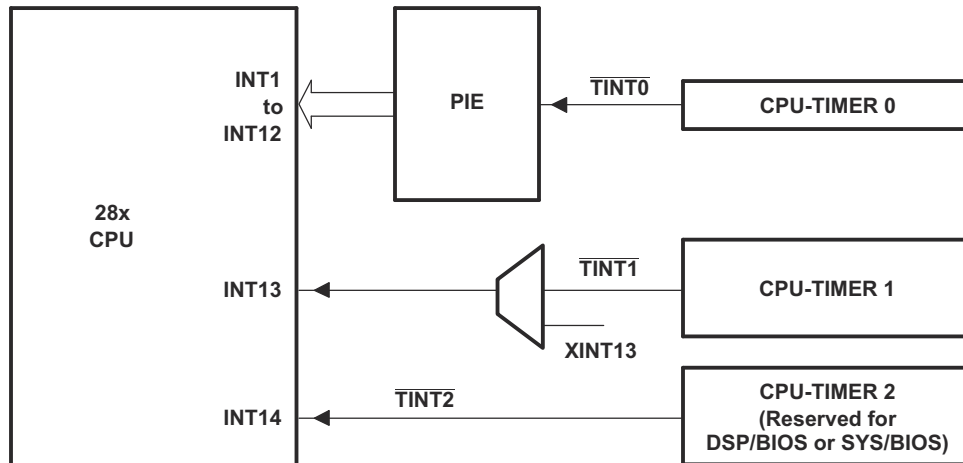 INT1
to
INT12
PIE
TINT0
CPU-TIMER 0
28x
CPU
INT13
TINT1
CPU-TIMER 1
XINT13
INT14
TINT2
CPU-TIMER 2
(Reserved for
DSP/BIOS or SYS/BIOS)